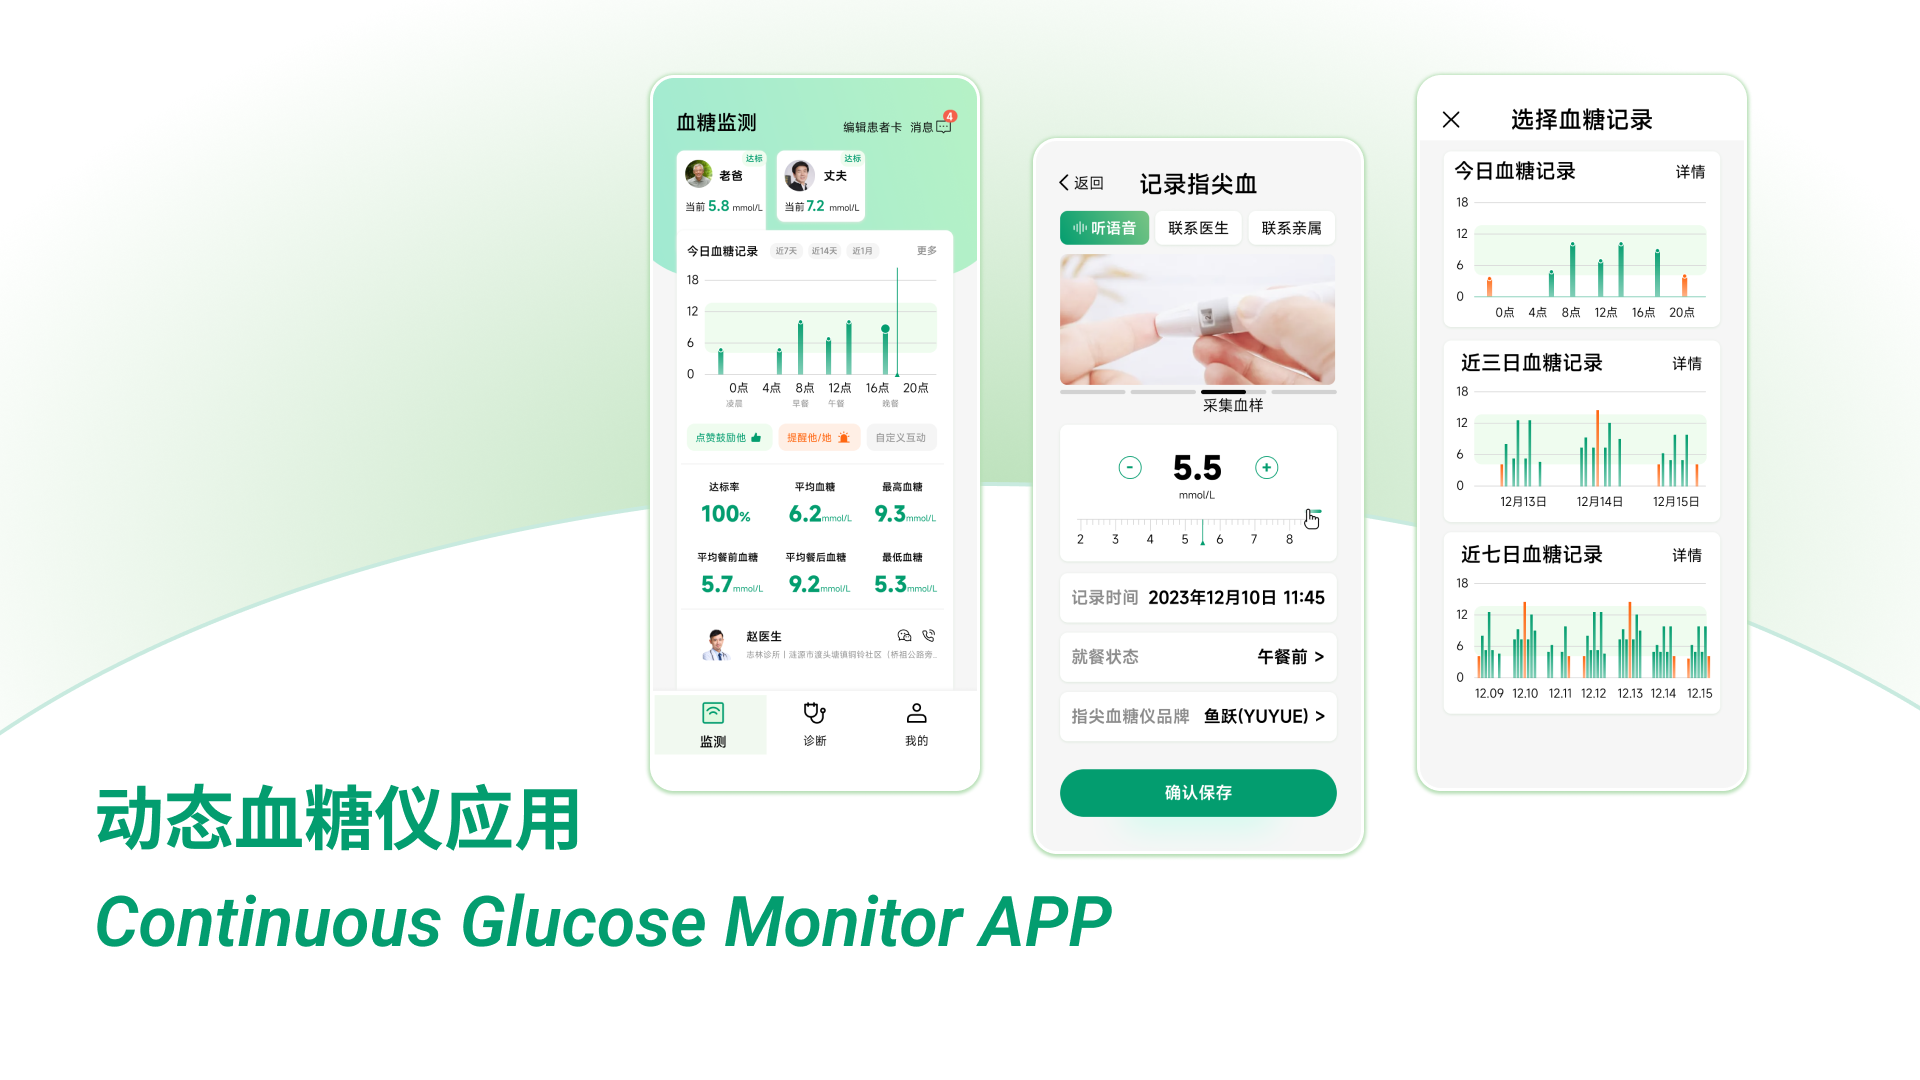 血糖监测
编辑患者卡 消息
4
达标
老爸
当前 5.8 mmol/L
达标
丈夫
当前 7.2 mmol/L
今日血糖记录 近7天 近14天 近1月 更多
18
12
6
0
0点 4点 8点 12点 16点 20点
凌晨 早餐 午餐 晚餐
点赞鼓励他 提醒他/她 自定义互动
达标率 平均血糖 最高血糖
100% 6.2mmol/L 9.3mmol/L
平均餐前血糖 平均餐后血糖 最低血糖
5.7mmol/L 9.2mmol/L 5.3mmol/L
赵医生
志林诊所丨涟源市渡头塘镇铜铃社区（桥祖公路旁...
监测 诊断 我的
返回 记录指尖血
听语音 联系医生 联系亲属
采集血样
- 5.5 +
mmol/L
2 3 4 5 6 7 8
记录时间 2023年12月10日 11:45
就餐状态 午餐前 >
指尖血糖仪品牌 鱼跃(YUYUE) >
确认保存
选择血糖记录
今日血糖记录 详情
18
12
6
0
0点 4点 8点 12点 16点 20点
近三日血糖记录 详情
18
12
6
0
12月13日 12月14日 12月15日
近七日血糖记录 详情
18
12
6
0
12.09 12.10 12.11 12.12 12.13 12.14 12.15
动态血糖仪应用
Continuous Glucose Monitor APP